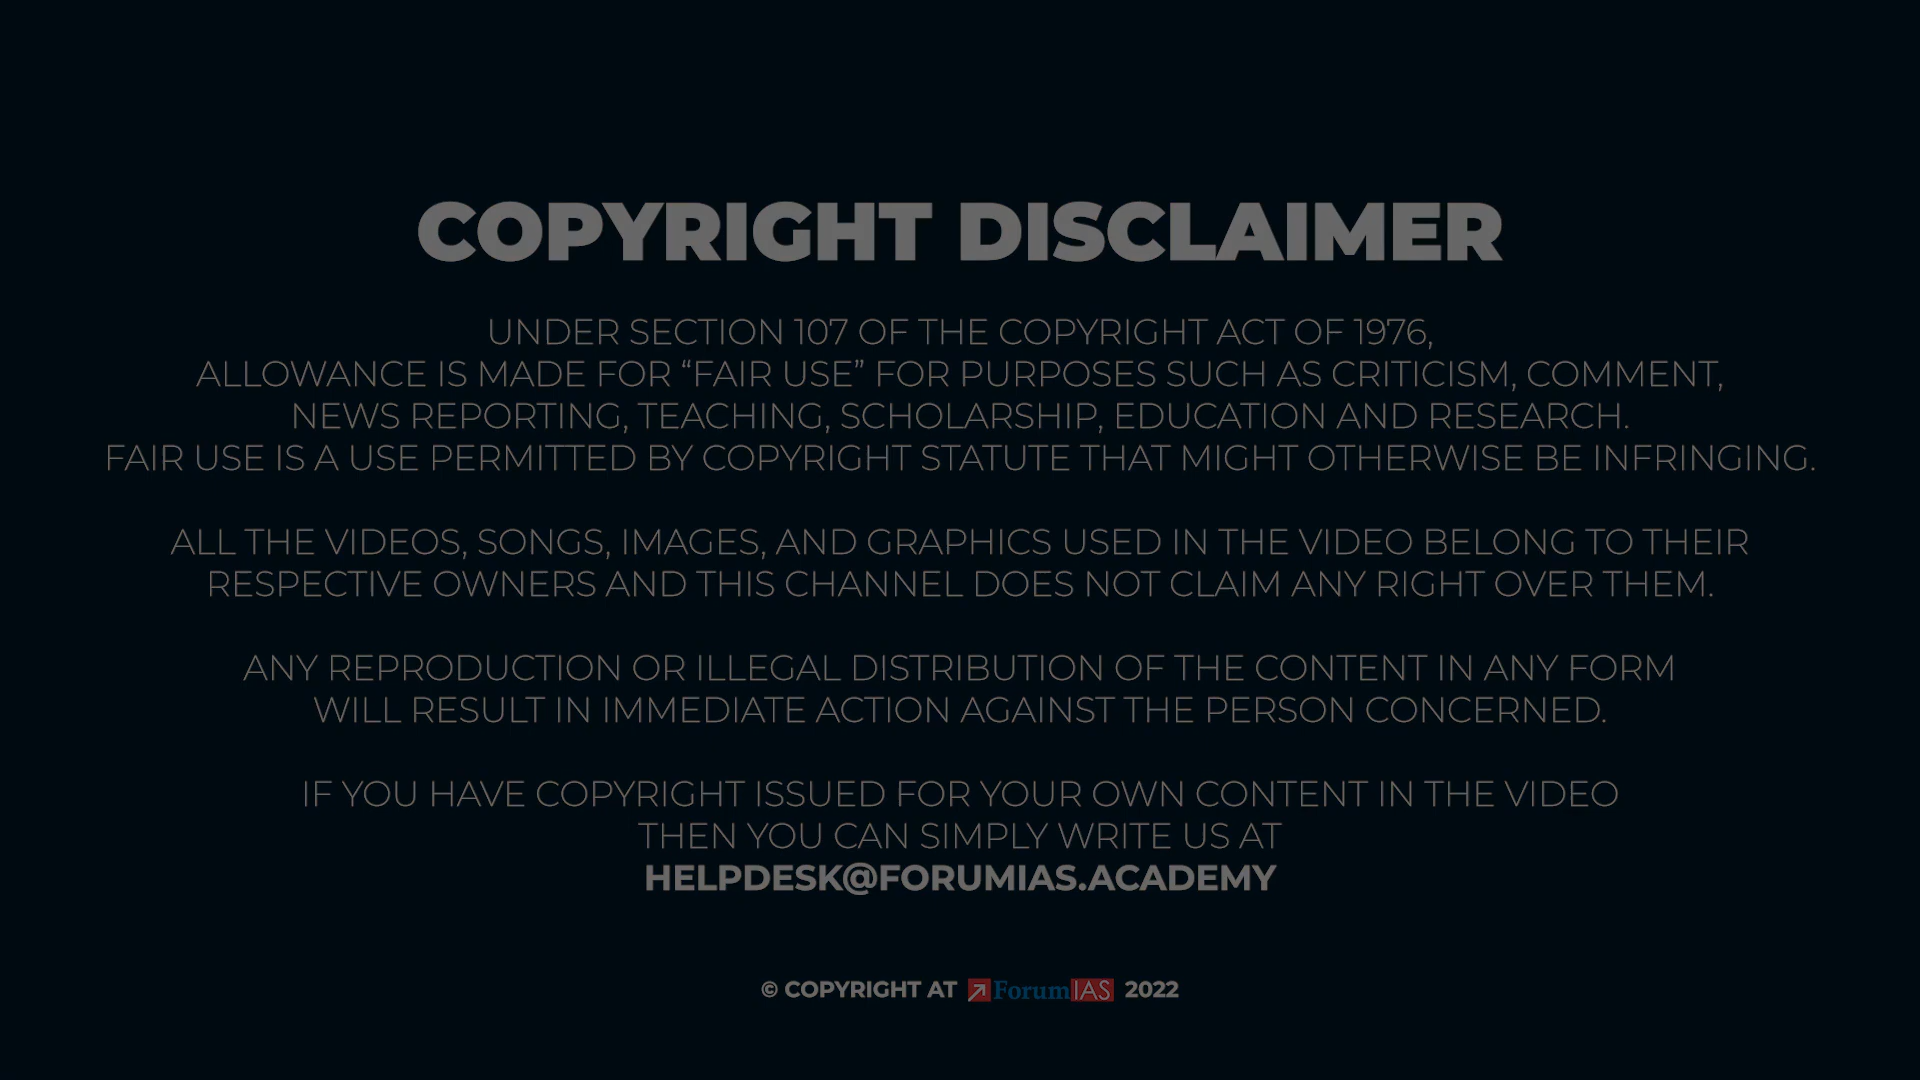 COPYRIGHT DISCLAIMER
UNDER SECTION 107 OF THE COPYRIGHT ACT OF 1976,
ALLOWANCE IS MADE FOR “FAIR USE” FOR PURPOSES SUCH AS CRITICISM, COMMENT,
NEWS REPORTING, TEACHING, SCHOLARSHIP, EDUCATION AND RESEARCH.
FAIR USE IS A USE PERMITTED BY COPYRIGHT STATUTE THAT MIGHT OTHERWISE BE INFRINGING.
ALL THE VIDEOS, SONGS, IMAGES, AND GRAPHICS USED IN THE VIDEO BELONG TO THEIR
RESPECTIVE OWNERS AND THIS CHANNEL DOES NOT CLAIM ANY RIGHT OVER THEM.
ANY REPRODUCTION OR ILLEGAL DISTRIBUTION OF THE CONTENT IN ANY FORM
WILL RESULT IN IMMEDIATE ACTION AGAINST THE PERSON CONCERNED.
IF YOU HAVE COPYRIGHT ISSUED FOR YOUR OWN CONTENT IN THE VIDEO
THEN YOU CAN SIMPLY WRITE US AT
HELPDESK@FORUMIAS.ACADEMY
© COPYRIGHT AT ForumIAS 2022